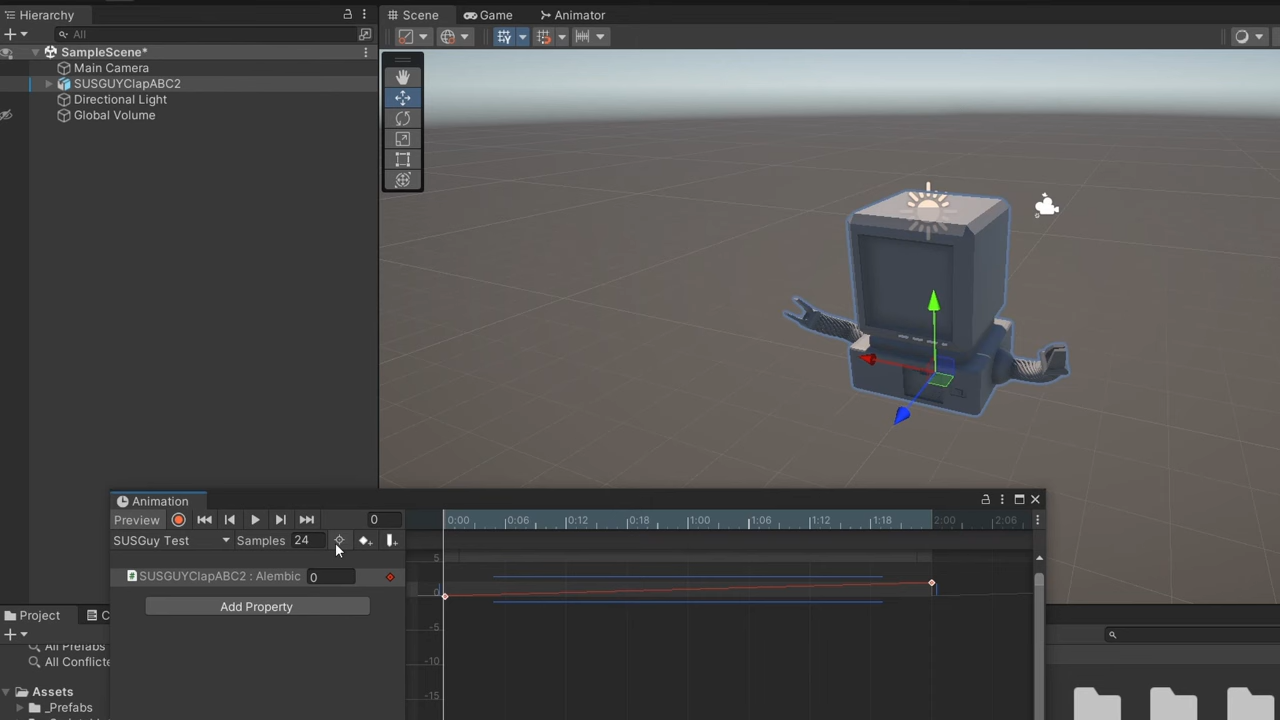 Hierarchy
All
SampleScene*
Main Camera
SUSGUYClapABC2
Directional Light
Global Volume
Scene
Game
Animator
Animation
Preview
0
0:00
0:06
0:12
0:18
1:00
1:06
1:12
1:18
2:00
2:06
SUSGuy Test
Samples
24
5
SUSGUYClapABC2 : Alembic
0
0
Add Property
-5
-10
-15
Project
C
All Prefabs
All Conflicte
Assets
_Prefabs